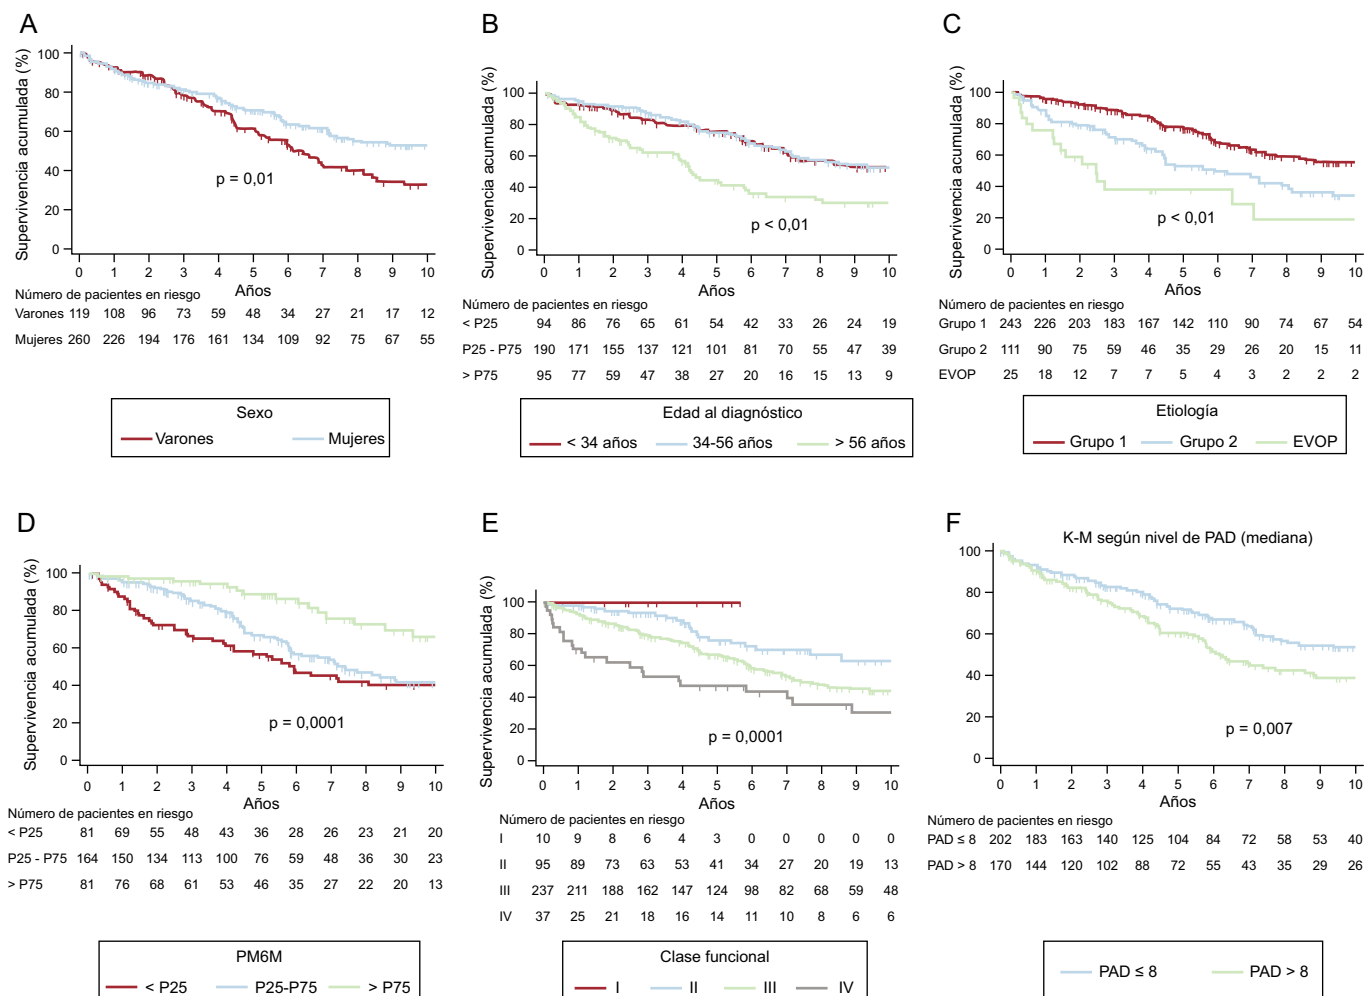 A
Supervivencia acumulada (%)
100
80
60
40
20
0
p = 0,01
0 1 2 3 4 5 6 7 8 9 10
Años
Número de pacientes en riesgo
Varones 119 108 96 73 59 48 34 27 21 17 12
Mujeres 260 226 194 176 161 134 109 92 75 67 55
Sexo
Varones Mujeres
B
Supervivencia acumulada (%)
100
80
60
40
20
0
p < 0,01
0 1 2 3 4 5 6 7 8 9 10
Años
Número de pacientes en riesgo
< P25 94 86 76 65 61 54 42 33 26 24 19
P25 - P75 190 171 155 137 121 101 81 70 55 47 39
> P75 95 77 59 47 38 27 20 16 15 13 9
Edad al diagnóstico
< 34 años 34-56 años > 56 años
C
Supervivencia acumulada (%)
100
80
60
40
20
0
p < 0,01
0 1 2 3 4 5 6 7 8 9 10
Años
Número de pacientes en riesgo
Grupo 1 243 226 203 183 167 142 110 90 74 67 54
Grupo 2 111 90 75 59 46 35 29 26 20 15 11
EVOP 25 18 12 7 7 5 4 3 2 2 2
Etiología
Grupo 1 Grupo 2 EVOP
D
Supervivencia acumulada (%)
100
80
60
40
20
0
p = 0,0001
0 1 2 3 4 5 6 7 8 9 10
Años
Número de pacientes en riesgo
< P25 81 69 55 48 43 36 28 26 23 21 20
P25 - P75 164 150 134 113 100 76 59 48 36 30 23
> P75 81 76 68 61 53 46 35 27 22 20 13
PM6M
< P25 P25-P75 > P75
E
Supervivencia acumulada (%)
100
80
60
40
20
0
p = 0,0001
0 1 2 3 4 5 6 7 8 9 10
Años
Número de pacientes en riesgo
I 10 9 8 6 4 3 0 0 0 0 0
II 95 89 73 63 53 41 34 27 20 19 13
III 237 211 188 162 147 124 98 82 68 59 48
IV 37 25 21 18 16 14 11 10 8 6 6
Clase funcional
I II III IV
F
K-M según nivel de PAD (mediana)
100
80
60
40
20
0
p = 0,007
0 1 2 3 4 5 6 7 8 9 10
Años
Número de pacientes en riesgo
PAD ≤ 8 202 183 163 140 125 104 84 72 58 53 40
PAD > 8 170 144 120 102 88 72 55 43 35 29 26
PAD ≤ 8 PAD > 8